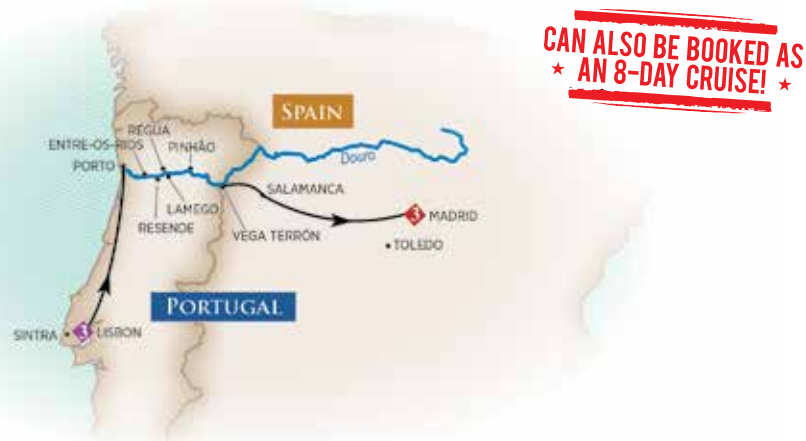 CAN ALSO BE BOOKED AS
★ AN 8-DAY CRUISE! ★
SPAIN
RÉGUA
ENTRE-OS-RIOS
PINHÃO
PORTO
Douro
SALAMANCA
LAMEGO
RESENDE
3 MADRID
VEGA TERRÓN
TOLEDO
PORTUGAL
SINTRA
3 LISBON